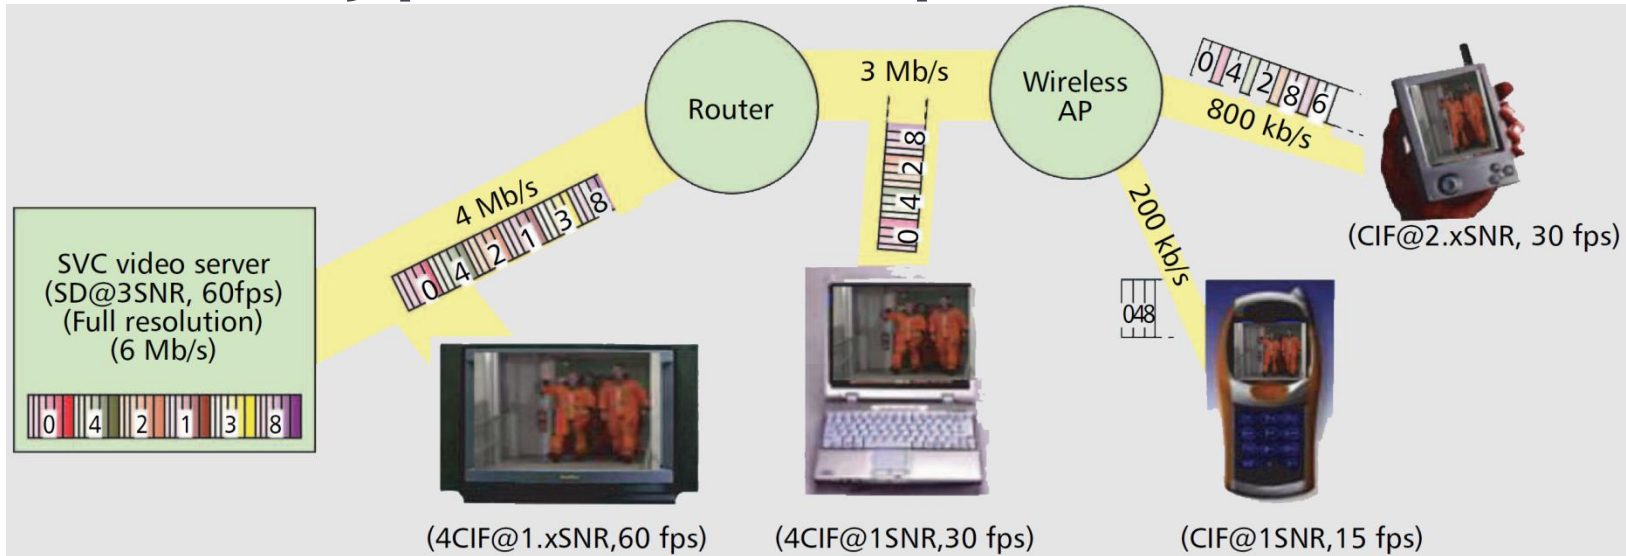 SVC video server
(SD@3SNR, 60fps)
(Full resolution)
(6 Mb/s)
0 4 2 1 3 8
4 Mb/s
0 4 2 1 3 8
(4CIF@1.xSNR,60 fps)
Router
3 Mb/s
0 4 2 8
(4CIF@1SNR,30 fps)
Wireless
AP
0 4 2 8 6
800 kb/s
(CIF@2.xSNR, 30 fps)
200 kb/s
048
(CIF@1SNR,15 fps)